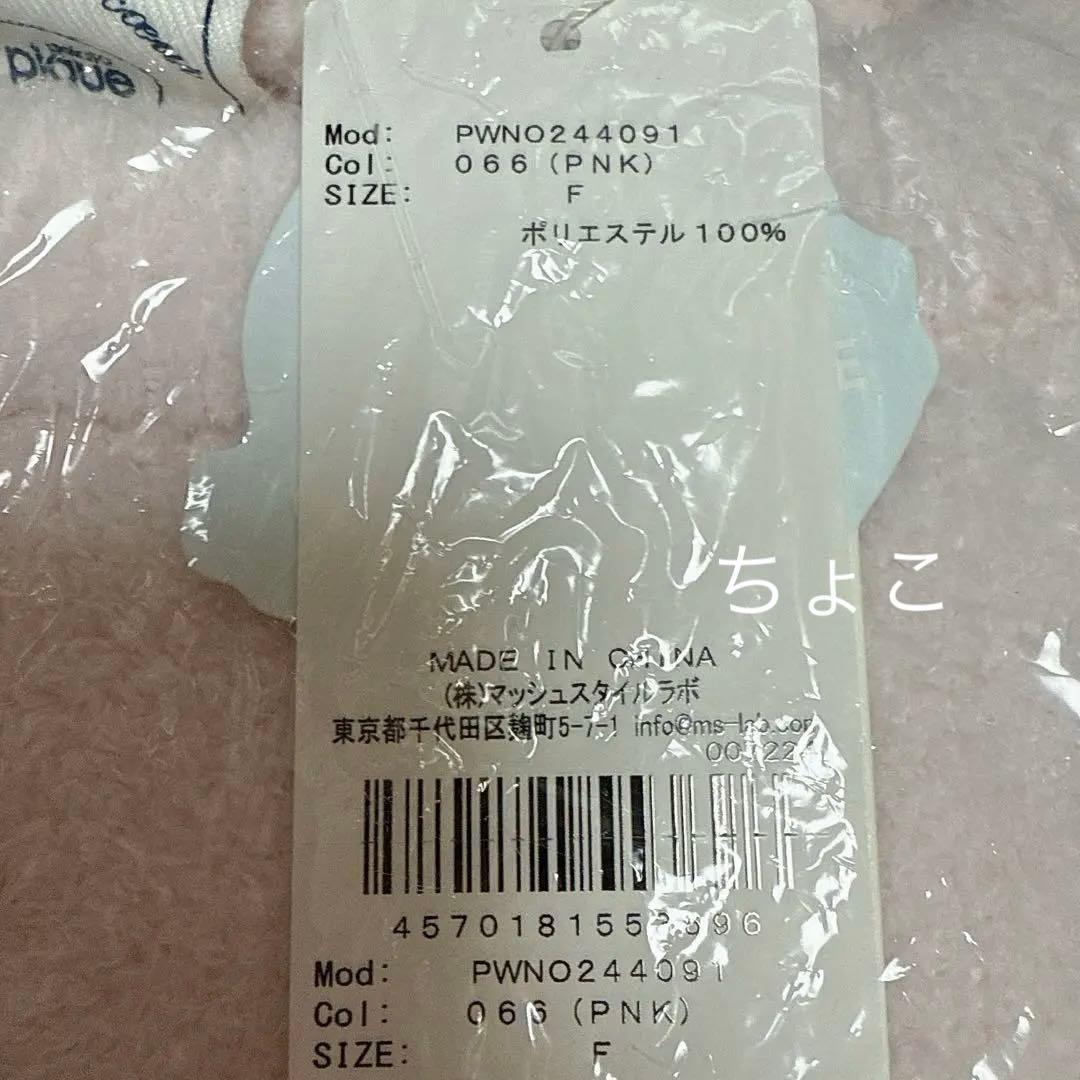 cœur
pique
Mod: PWNO244091
Col: 066(PNK)
SIZE: F
ポリエステル100%
ちょこ
MADE IN CHINA
(株)マッシュスタイルラボ
東京都千代田区麹町5-7-1 info@ms-lab.com
Mod: PWNO244091
Col: 066(PNK)
SIZE: F